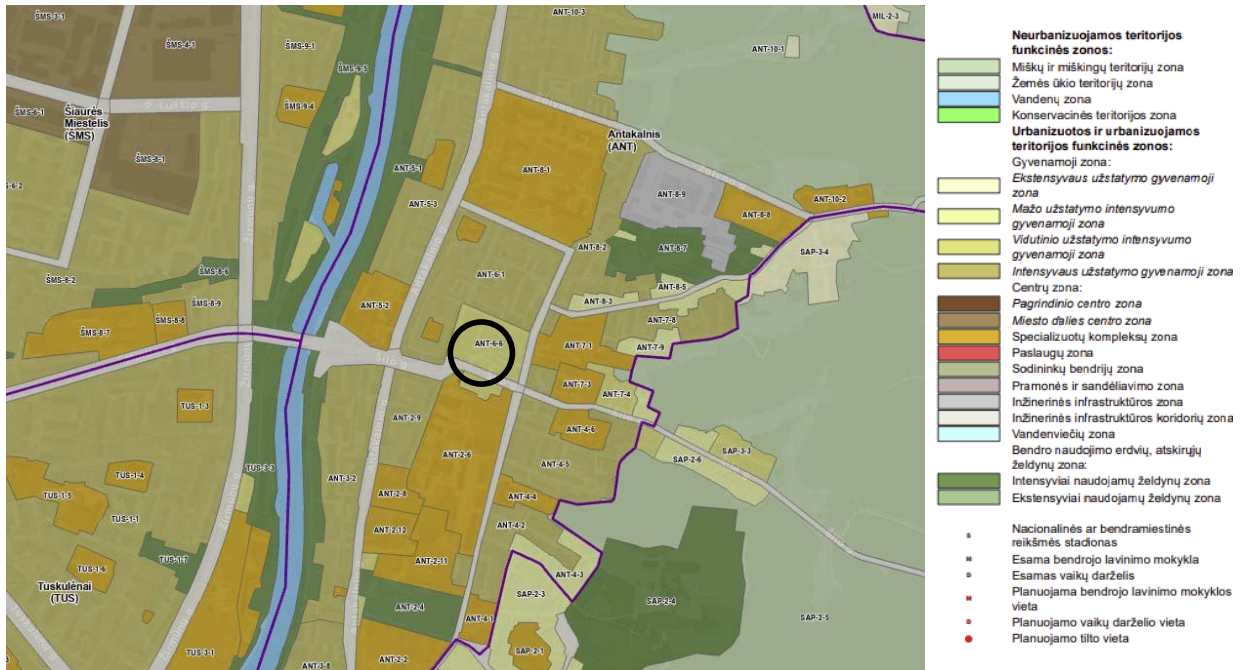 ŠMS-3-1
ŠMS-4-1
ŠMS-9-1
ANT-10-3
MIL-2-3
ANT-10-1
ŠMS-9-5
ŠMS-9-4
P. Lukšio g.
ŠMS-6-1
Šiaurės
Miestelis
(ŠMS)
Antakalnis
(ANT)
ŠMS-8-1
ANT-5-1
ANT-8-1
S-6-2
ANT-5-3
ANT-8-9
ANT-8-8
ANT-10-2
Žirmūnų g.
Antakalnio g.
ANT-8-2
ANT-8-7
SAP-3-4
ŠMS-8-6
ŠMS-8-2
ANT-6-1
ANT-8-5
ANT-8-3
ŠMS-8-9
ŠMS-8-8
ŠMS-8-7
ANT-5-2
ANT-7-8
ANT-6-6
ANT-7-1
ANT-7-9
Šilo g.
ANT-7-3
ANT-7-4
TUS-1-3
ANT-2-9
ANT-4-6
ANT-2-6
SAP-2-6
SAP-3-3
TUS-1-4
TUS-3-3
ANT-3-2
ANT-4-5
TUS-1-5
TUS-1-1
ANT-2-8
ANT-4-4
ANT-4-2
ANT-2-12
TUS-1-7
TUS-1-6
ANT-2-11
ANT-4-3
Tuskulėnai
(TUS)
ANT-2-4
SAP-2-3
SAP-2-4
SAP-2-5
ANT-4-1
TUS-3-1
ANT-3-8
ANT-2-2
SAP-2-1
Neurbanizuojamos teritorijos
funkcinės zonos:
Miškų ir miškingų teritorijų zona
Žemės ūkio teritorijų zona
Vandenų zona
Konservacinės teritorijos zona
Urbanizuotos ir urbanizuojamos
teritorijos funkcinės zonos:
Gyvenamoji zona:
Ekstensyvaus užstatymo gyvenamoji
zona
Mažo užstatymo intensyvumo
gyvenamoji zona
Vidutinio užstatymo intensyvumo
gyvenamoji zona
Intensyvaus užstatymo gyvenamoji zona
Centrų zona:
Pagrindinio centro zona
Miesto dalies centro zona
Specializuotų kompleksų zona
Paslaugų zona
Sodininkų bendrijų zona
Pramonės ir sandėliavimo zona
Inžinerinės infrastruktūros zona
Inžinerinės infrastruktūros koridorių zona
Vandenviečių zona
Bendro naudojimo erdvių, atskirųjų
želdynų zona:
Intensyviai naudojamų želdynų zona
Ekstensyviai naudojamų želdynų zona
S Nacionalinės ar bendramiestinės
reikšmės stadionas
M Esama bendrojo lavinimo mokykla
D Esamas vaikų darželis
M Planuojama bendrojo lavinimo mokyklos
vieta
D Planuojamo vaikų darželio vieta
Planuojamo tilto vieta